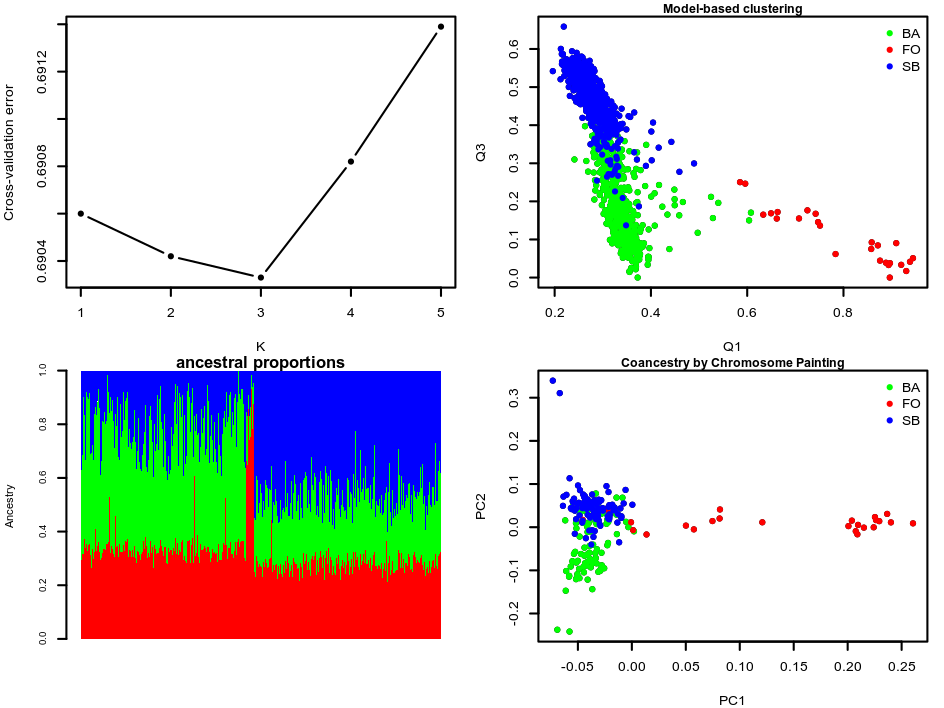 Cross-validation error
0.6912
0.6908
0.6904
1 2 3 4 5
K
Model-based clustering
BA
FO
SB
Q3
0.6
0.5
0.4
0.3
0.2
0.1
0.0
0.2 0.4 0.6 0.8
Q1
ancestral proportions
Ancestry
1.0
0.8
0.6
0.4
0.2
0.0
Coancestry by Chromosome Painting
BA
FO
SB
PC2
0.3
0.2
0.1
0.0
-0.1
-0.2
-0.05 0.00 0.05 0.10 0.15 0.20 0.25
PC1